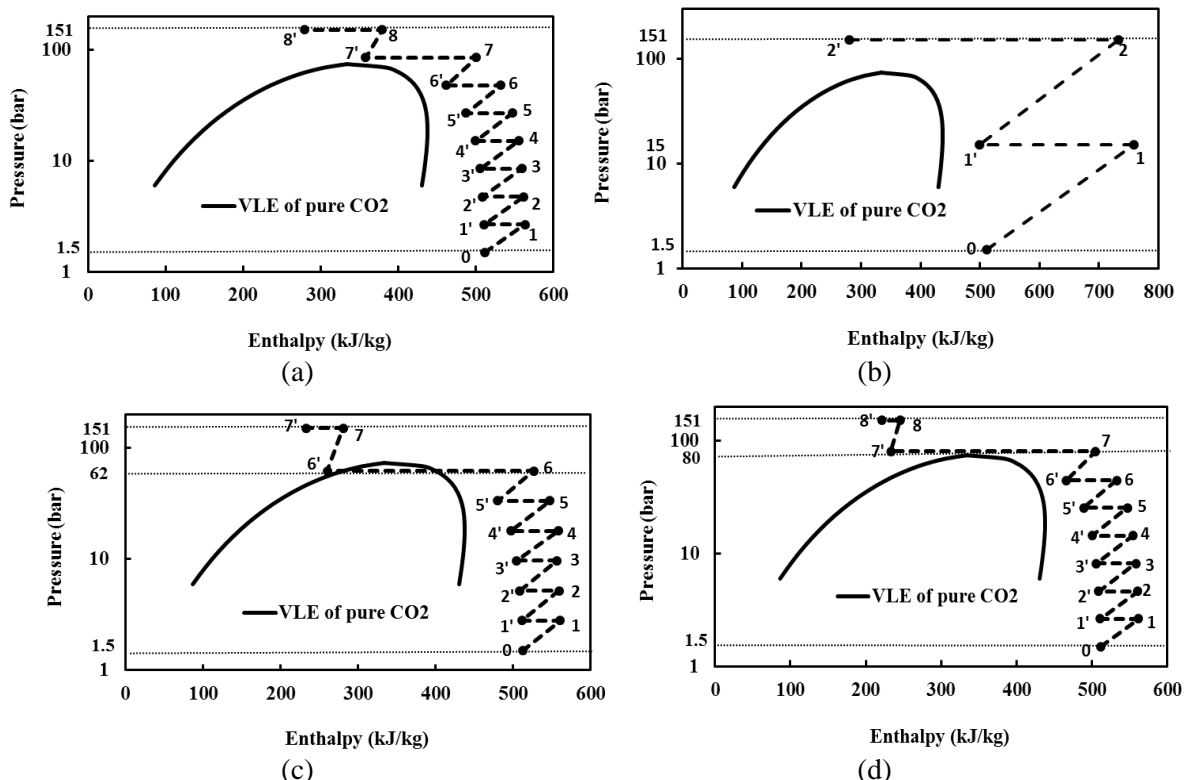 151
100
10
1.5
1
Pressure (bar)
8' 8
7' 7
6' 6
5' 5
4' 4
3' 3
2' 2
1' 1
0
VLE of pure CO2
0 100 200 300 400 500 600
Enthalpy (kJ/kg)
(a)
151
100
15
10
1.5
1
Pressure (bar)
2' 2
1' 1
0
VLE of pure CO2
0 100 200 300 400 500 600 700 800
Enthalpy (kJ/kg)
(b)
151
100
62
10
1.5
1
Pressure (bar)
7' 7
6' 6
5' 5
4' 4
3' 3
2' 2
1' 1
0
VLE of pure CO2
0 100 200 300 400 500 600
Enthalpy (kJ/kg)
(c)
151
100
80
10
1.5
1
Pressure (bar)
8' 8
7' 7
6' 6
5' 5
4' 4
3' 3
2' 2
1' 1
0
VLE of pure CO2
0 100 200 300 400 500 600
Enthalpy (kJ/kg)
(d)